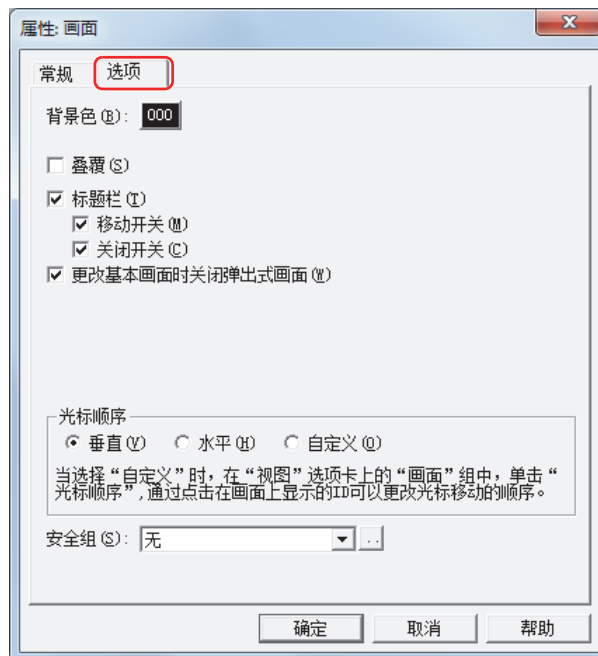 属性: 画面
常规 选项
背景色(B): 000
叠覆(S)
标题栏(T)
移动开关(M)
关闭开关(C)
更改基本画面时关闭弹出式画面(W)
光标顺序
垂直(V) 水平(H) 自定义(O)
当选择“自定义”时，在“视图”选项卡上的“画面”组中，单击“
光标顺序”,通过点击在画面上显示的ID可以更改光标移动的顺序。
安全组(S): 无 ..
确定 取消 帮助